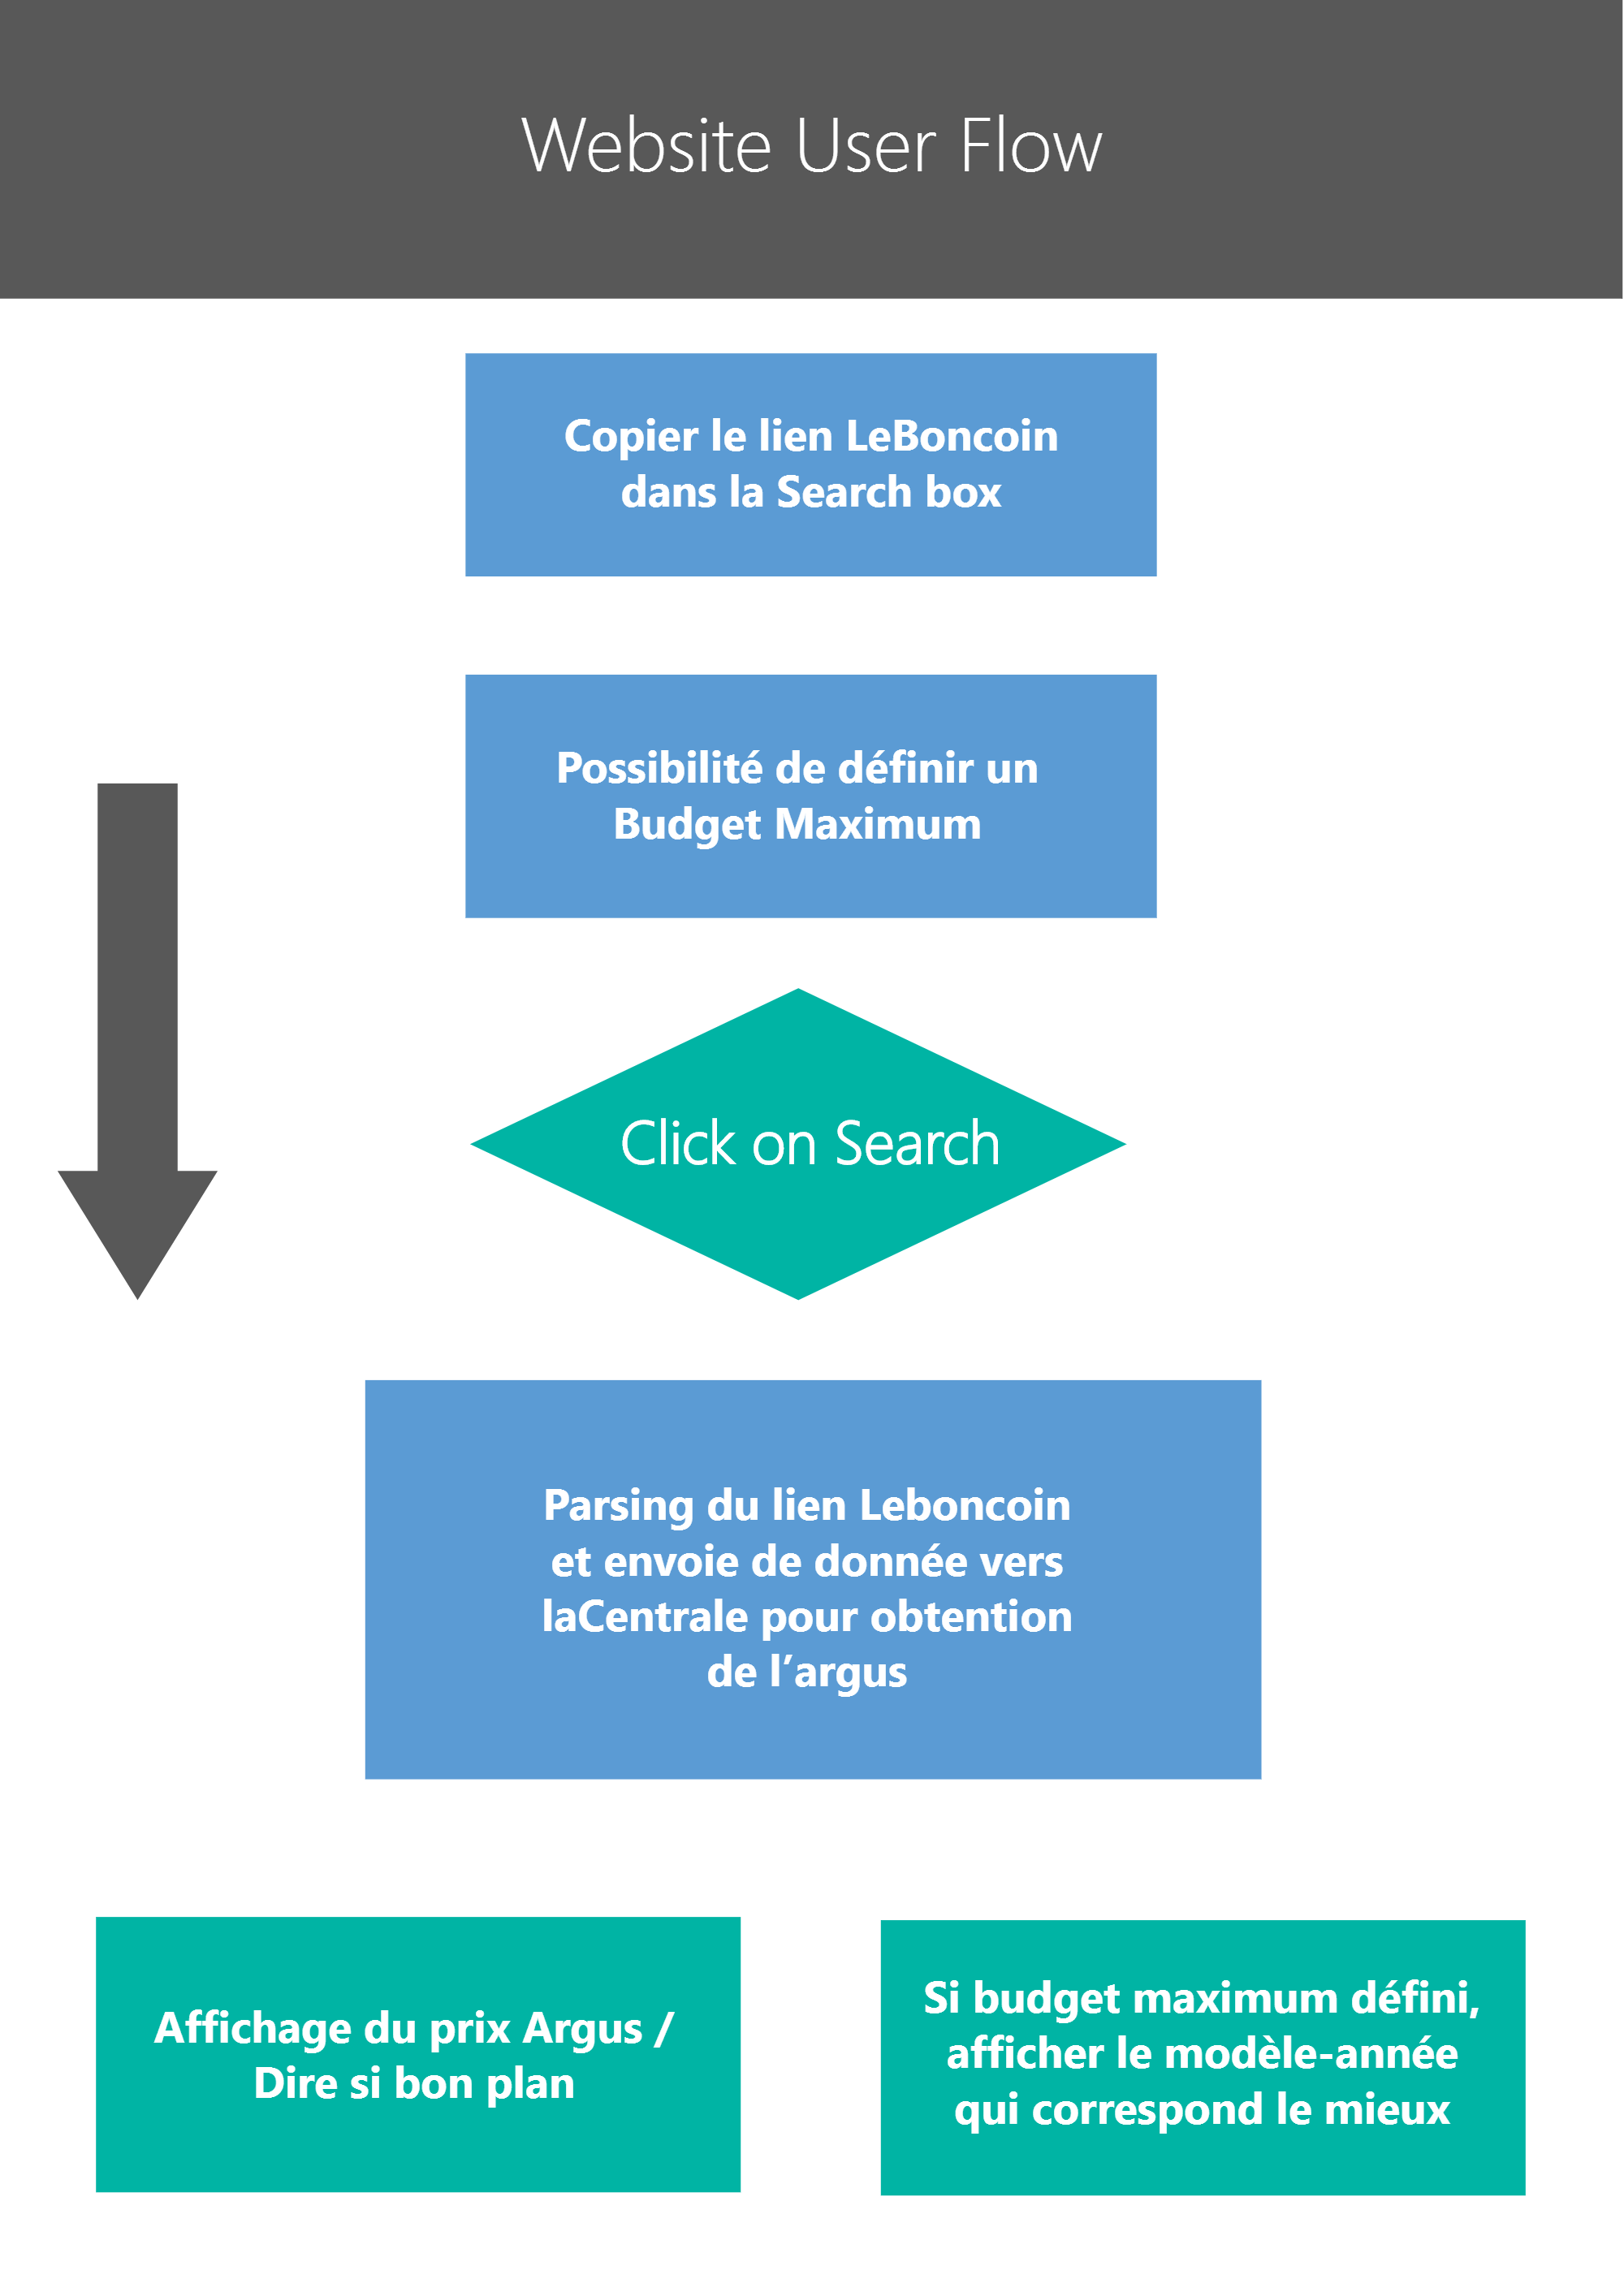 Website User Flow
Copier le lien LeBoncoin
dans la Search box
Possibilité de définir un
Budget Maximum
Click on Search
Parsing du lien Leboncoin
et envoie de donnée vers
laCentrale pour obtention
de l’argus
Affichage du prix Argus /
Dire si bon plan
Si budget maximum défini,
afficher le modèle-année
qui correspond le mieux